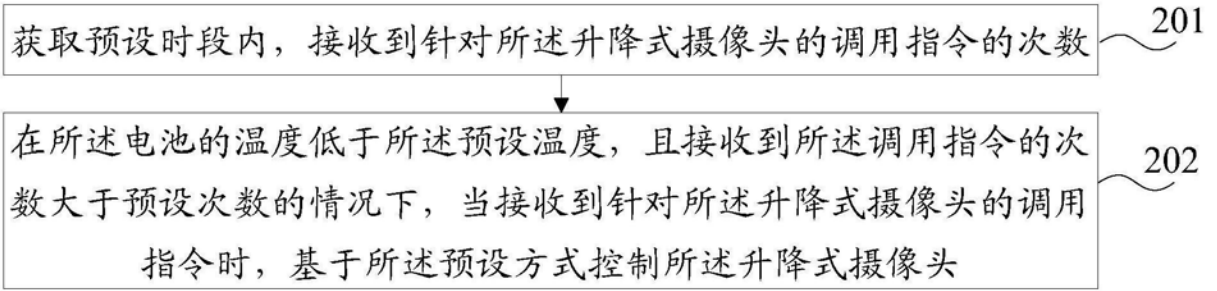 获取预设时段内，接收到针对所述升降式摄像头的调用指令的次数
201
在所述电池的温度低于所述预设温度，且接收到所述调用指令的次
数大于预设次数的情况下，当接收到针对所述升降式摄像头的调用
指令时，基于所述预设方式控制所述升降式摄像头
202